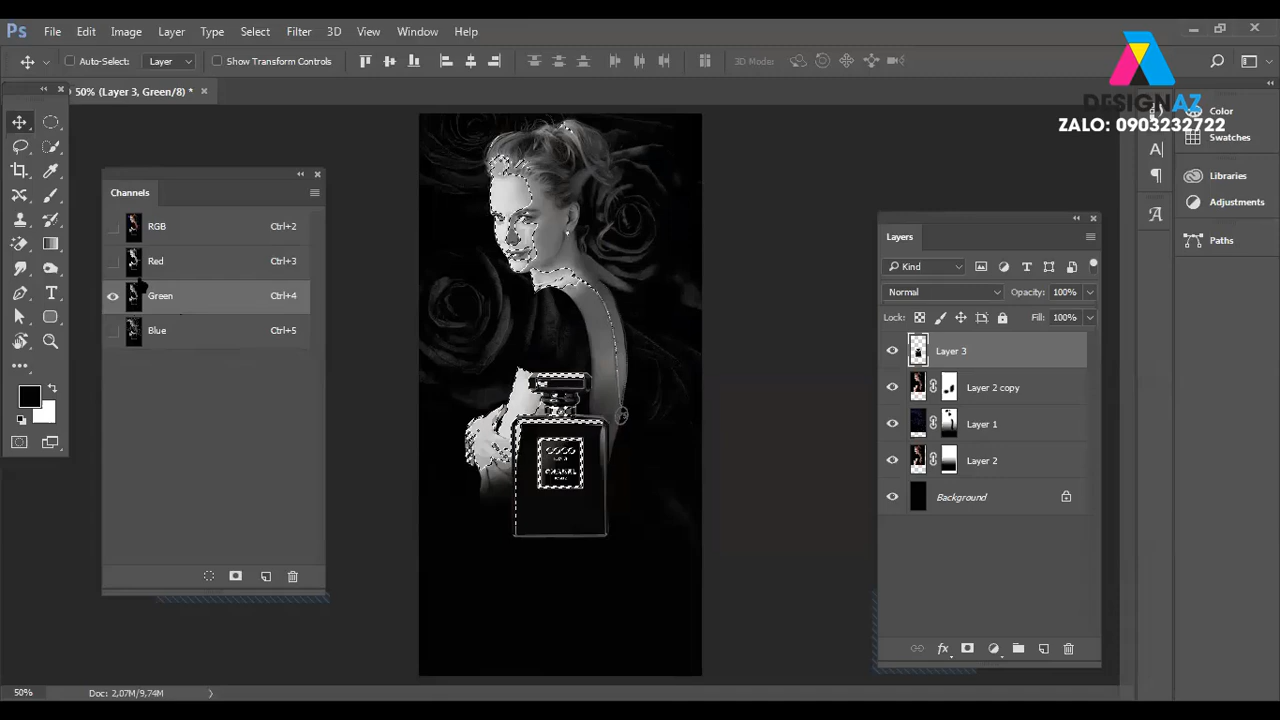 Ps File Edit Image Layer Type Select Filter 3D View Window Help
Auto-Select: Layer Show Transform Controls 3D Mode:
50% (Layer 3, Green/8) * ×
DESIGNAZ
ZALO: 0903232722
Channels
RGB Ctrl+2
Red Ctrl+3
Green Ctrl+4
Blue Ctrl+5
COCO
CHANEL
Layers
Kind
Normal Opacity: 100%
Lock: Fill: 100%
Layer 3
Layer 2 copy
Layer 1
Layer 2
Background
Color
Swatches
Libraries
Adjustments
Paths
50% Doc: 2,07M/9,74M